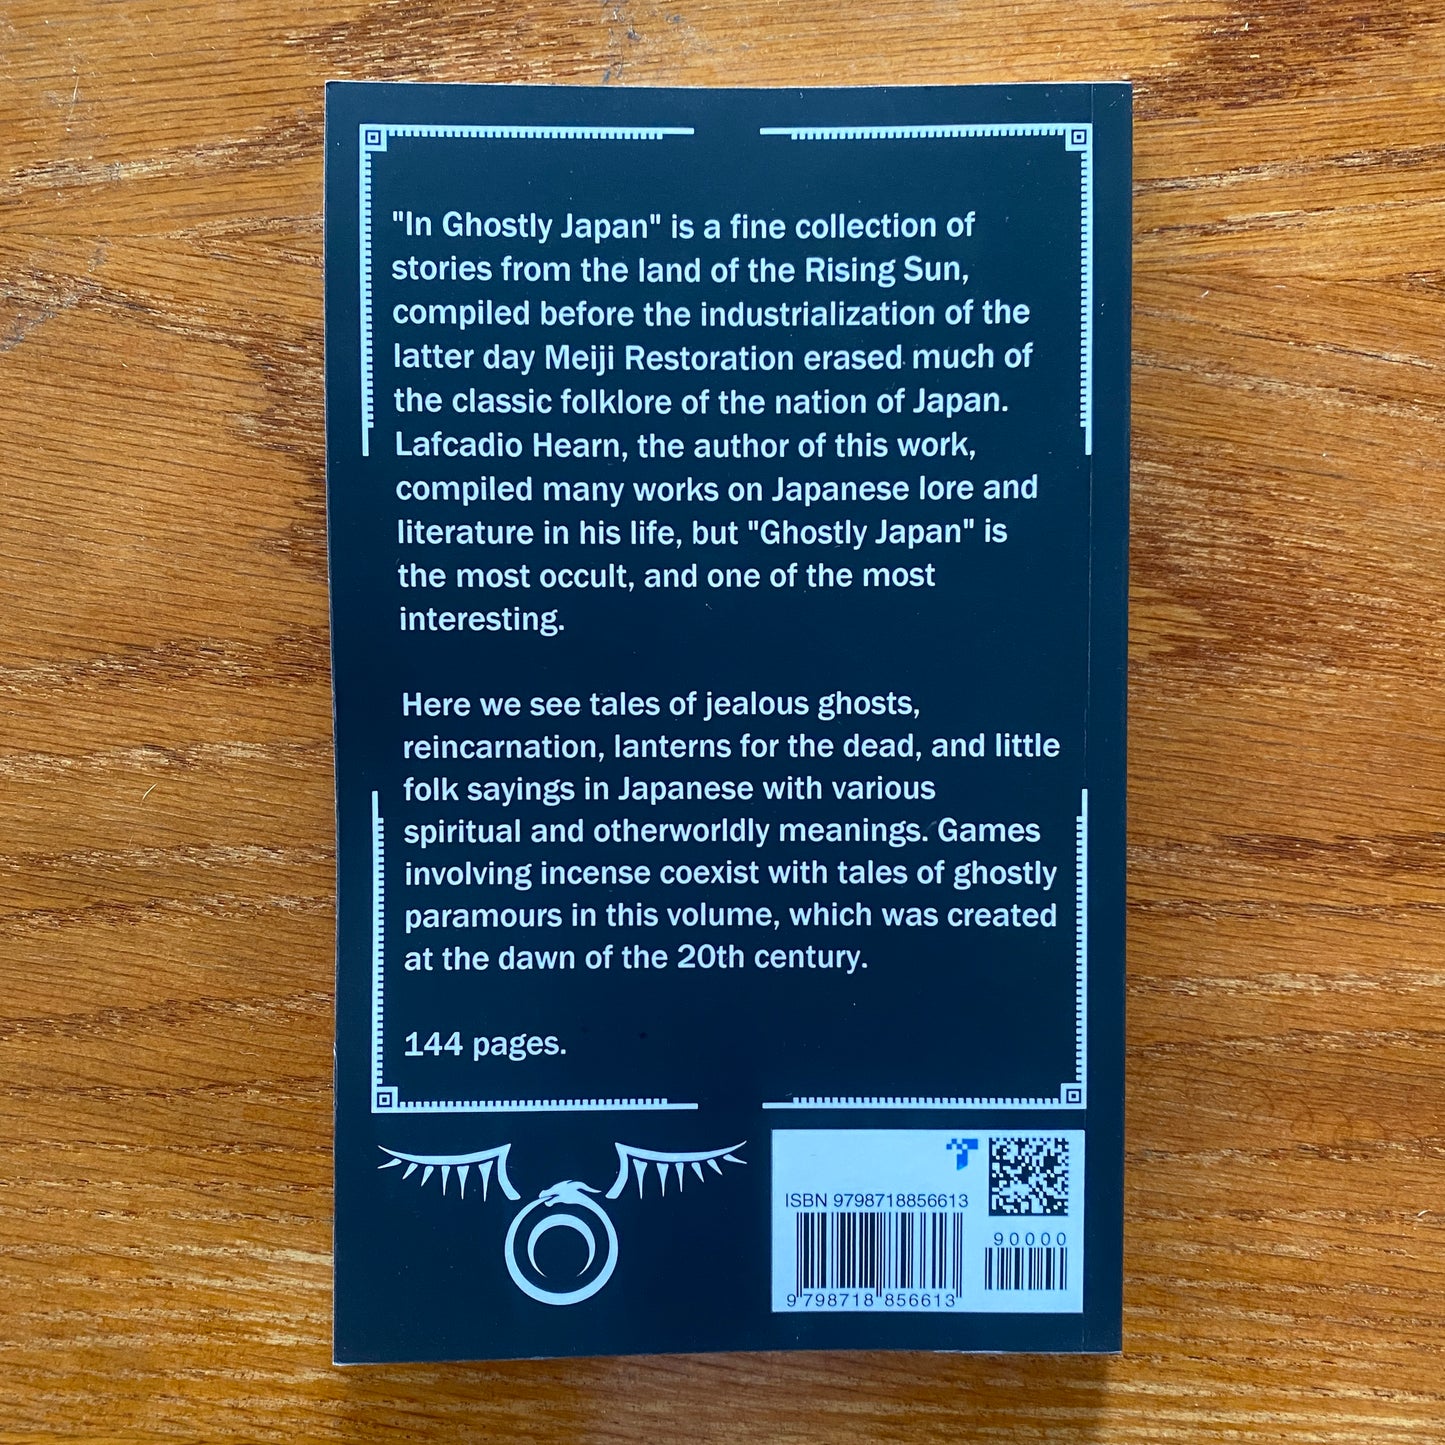 "In Ghostly Japan" is a fine collection of
stories from the land of the Rising Sun,
compiled before the industrialization of the
latter day Meiji Restoration erased much of
the classic folklore of the nation of Japan.
Lafcadio Hearn, the author of this work,
compiled many works on Japanese lore and
literature in his life, but "Ghostly Japan" is
the most occult, and one of the most
interesting.
Here we see tales of jealous ghosts,
reincarnation, lanterns for the dead, and little
folk sayings in Japanese with various
spiritual and otherworldly meanings. Games
involving incense coexist with tales of ghostly
paramours in this volume, which was created
at the dawn of the 20th century.
144 pages.
ISBN 9798718856613
90000
9 798718 856613